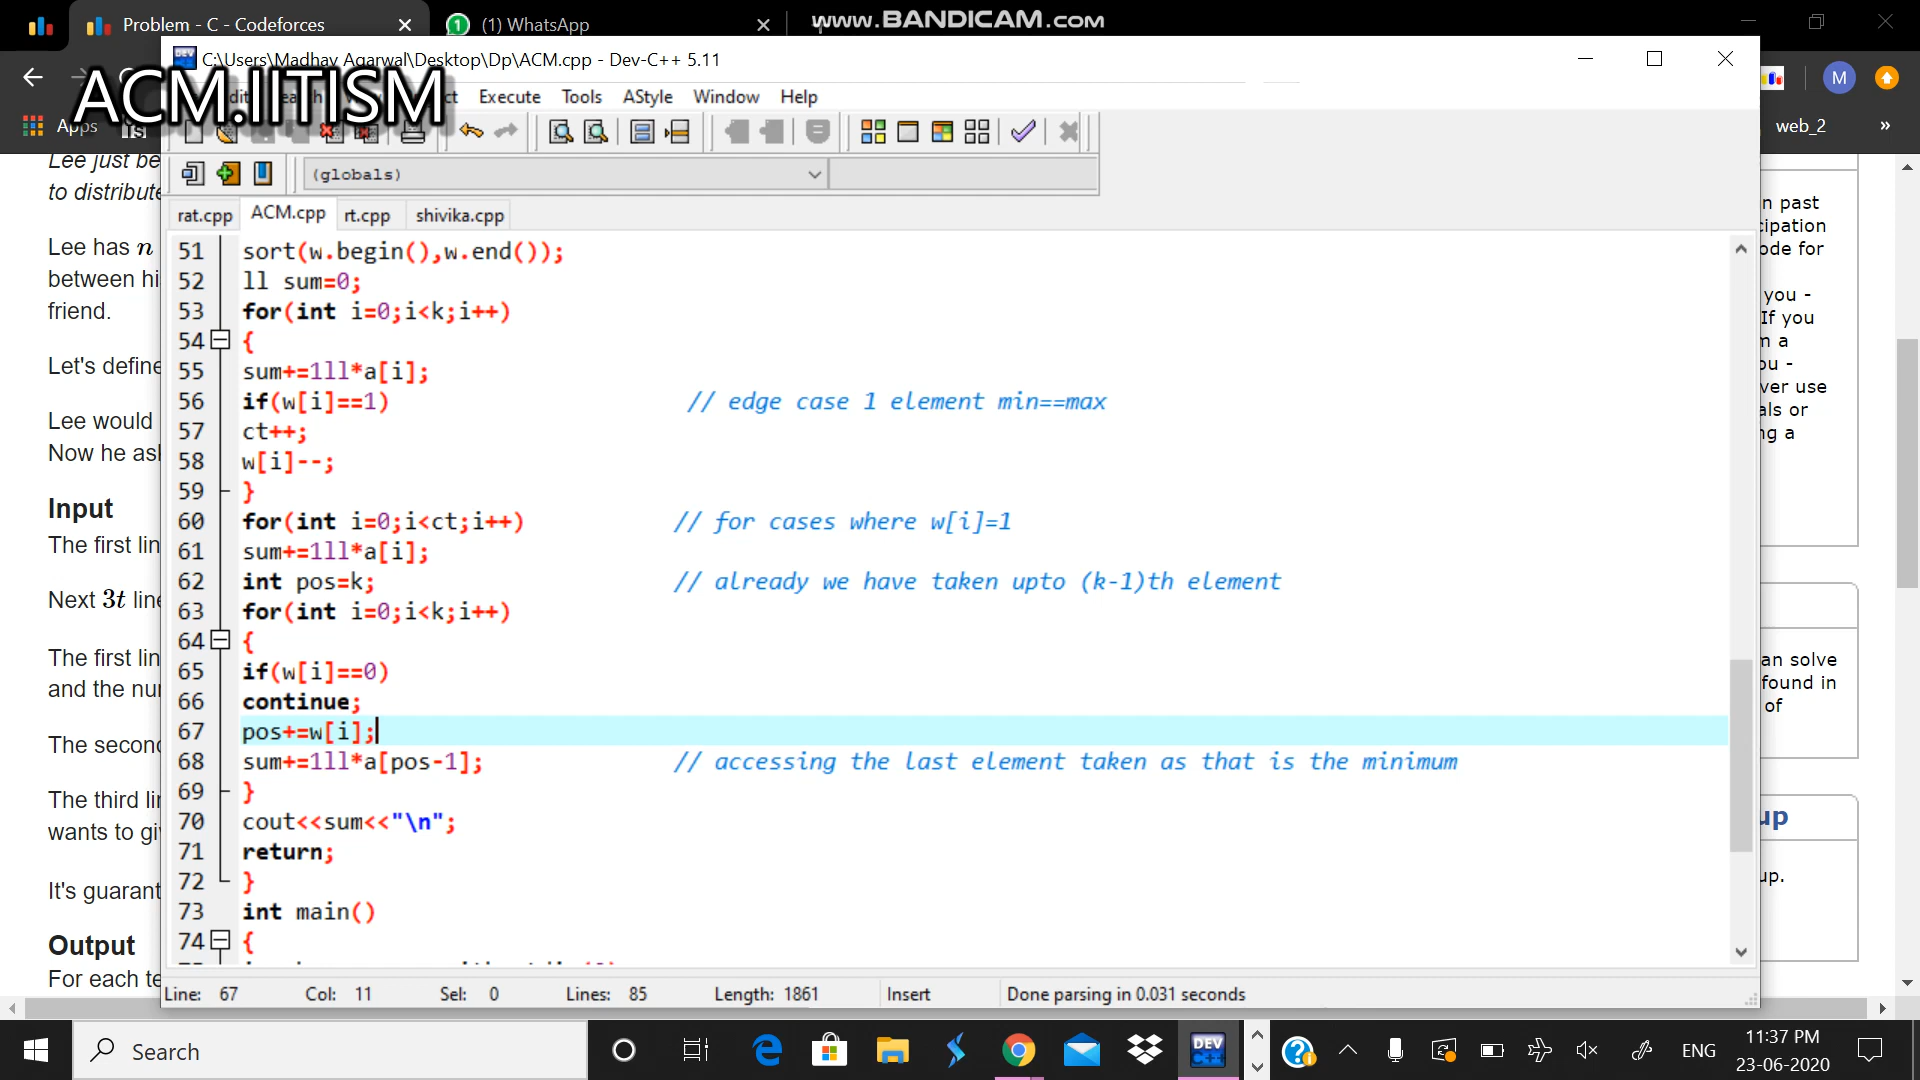 Problem - C - Codeforces
(1) WhatsApp
www.BANDICAM.com
C:\Users\Madhav Agarwal\Desktop\Dp\ACM.cpp - Dev-C++ 5.11
ACM.IITISM
Execute Tools AStyle Window Help
M
Apps
web_2
»
(globals)
rat.cpp ACM.cpp rt.cpp shivika.cpp
51 sort(w.begin(),w.end());
52 ll sum=0;
53 for(int i=0;i<k;i++)
54 {
55 sum+=1ll*a[i];
56 if(w[i]==1) // edge case 1 element min==max
57 ct++;
58 w[i]--;
59 }
60 for(int i=0;i<ct;i++) // for cases where w[i]=1
61 sum+=1ll*a[i];
62 int pos=k; // already we have taken upto (k-1)th element
63 for(int i=0;i<k;i++)
64 {
65 if(w[i]==0)
66 continue;
67 pos+=w[i];
68 sum+=1ll*a[pos-1]; // accessing the last element taken as that is the minimum
69 }
70 cout<<sum<<"\n";
71 return;
72 }
73 int main()
74 {
Line: 67 Col: 11 Sel: 0 Lines: 85 Length: 1861 Insert Done parsing in 0.031 seconds
Lee just be
to distribute
Lee has n
between hi
friend.
Let's define
Lee would
Now he ask
Input
The first lin
Next 3t line
The first lin
and the nu
The second
The third lin
wants to gi
It's guarant
Output
For each te
n past
cipation
ode for
you -
If you
m a
ou -
ver use
als or
ng a
an solve
found in
of
up
up.
Search
DEV C++
ENG
11:37 PM
23-06-2020